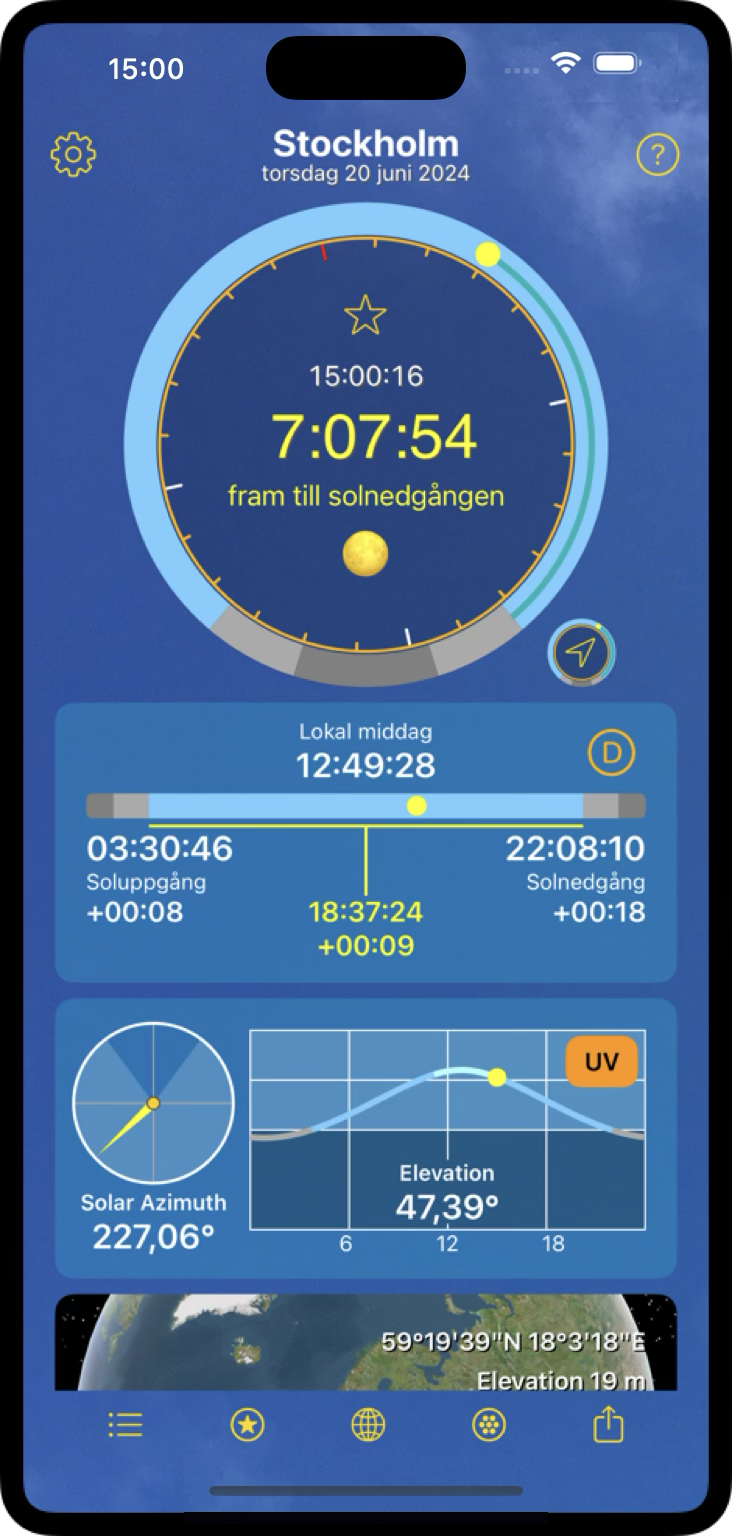 15:00
Stockholm
torsdag 20 juni 2024
?
15:00:16
7:07:54
fram till solnedgången
Lokal middag
12:49:28
D
03:30:46
22:08:10
Soluppgång
Solnedgång
+00:08
18:37:24
+00:18
+00:09
UV
Elevation
47,39°
Solar Azimuth
227,06°
6 12 18
59°19'39"N 18°3'18"E
Elevation 19 m